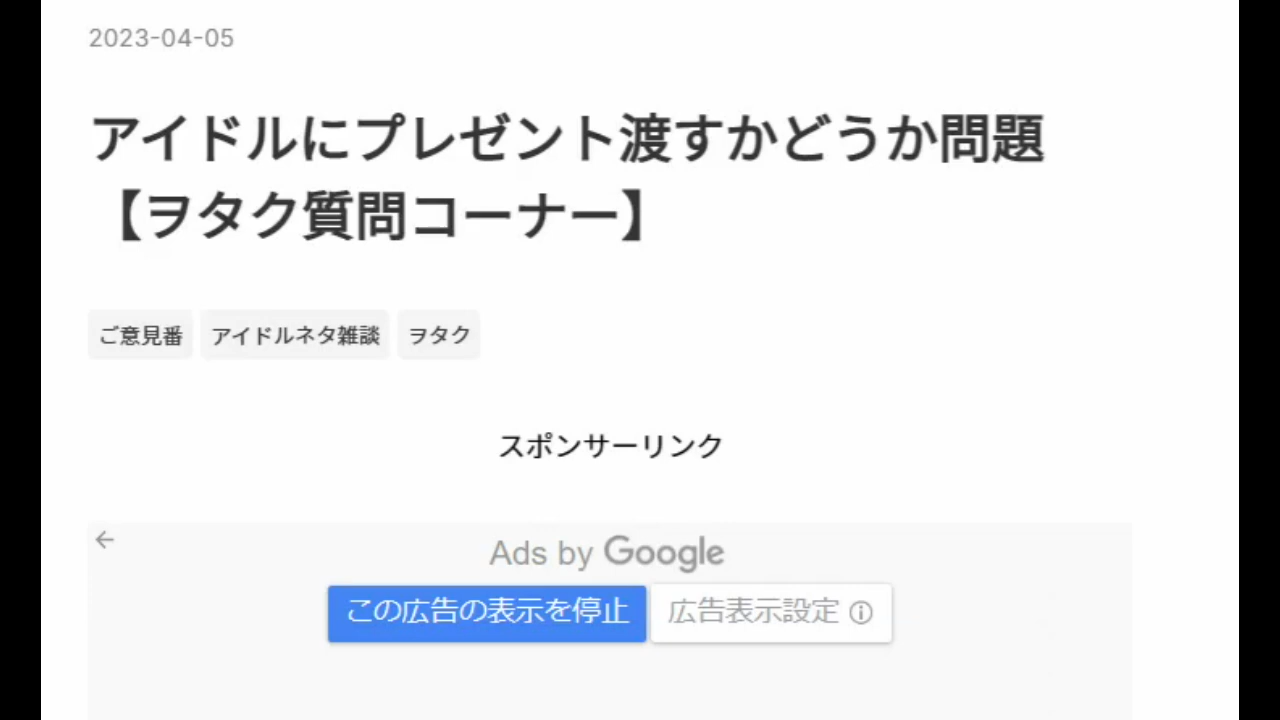 2023-04-05
アイドルにプレゼント渡すかどうか問題
【ヲタク質問コーナー】
ご意見番 アイドルネタ雑談 ヲタク
スポンサーリンク
Ads by Google
この広告の表示を停止 広告表示設定